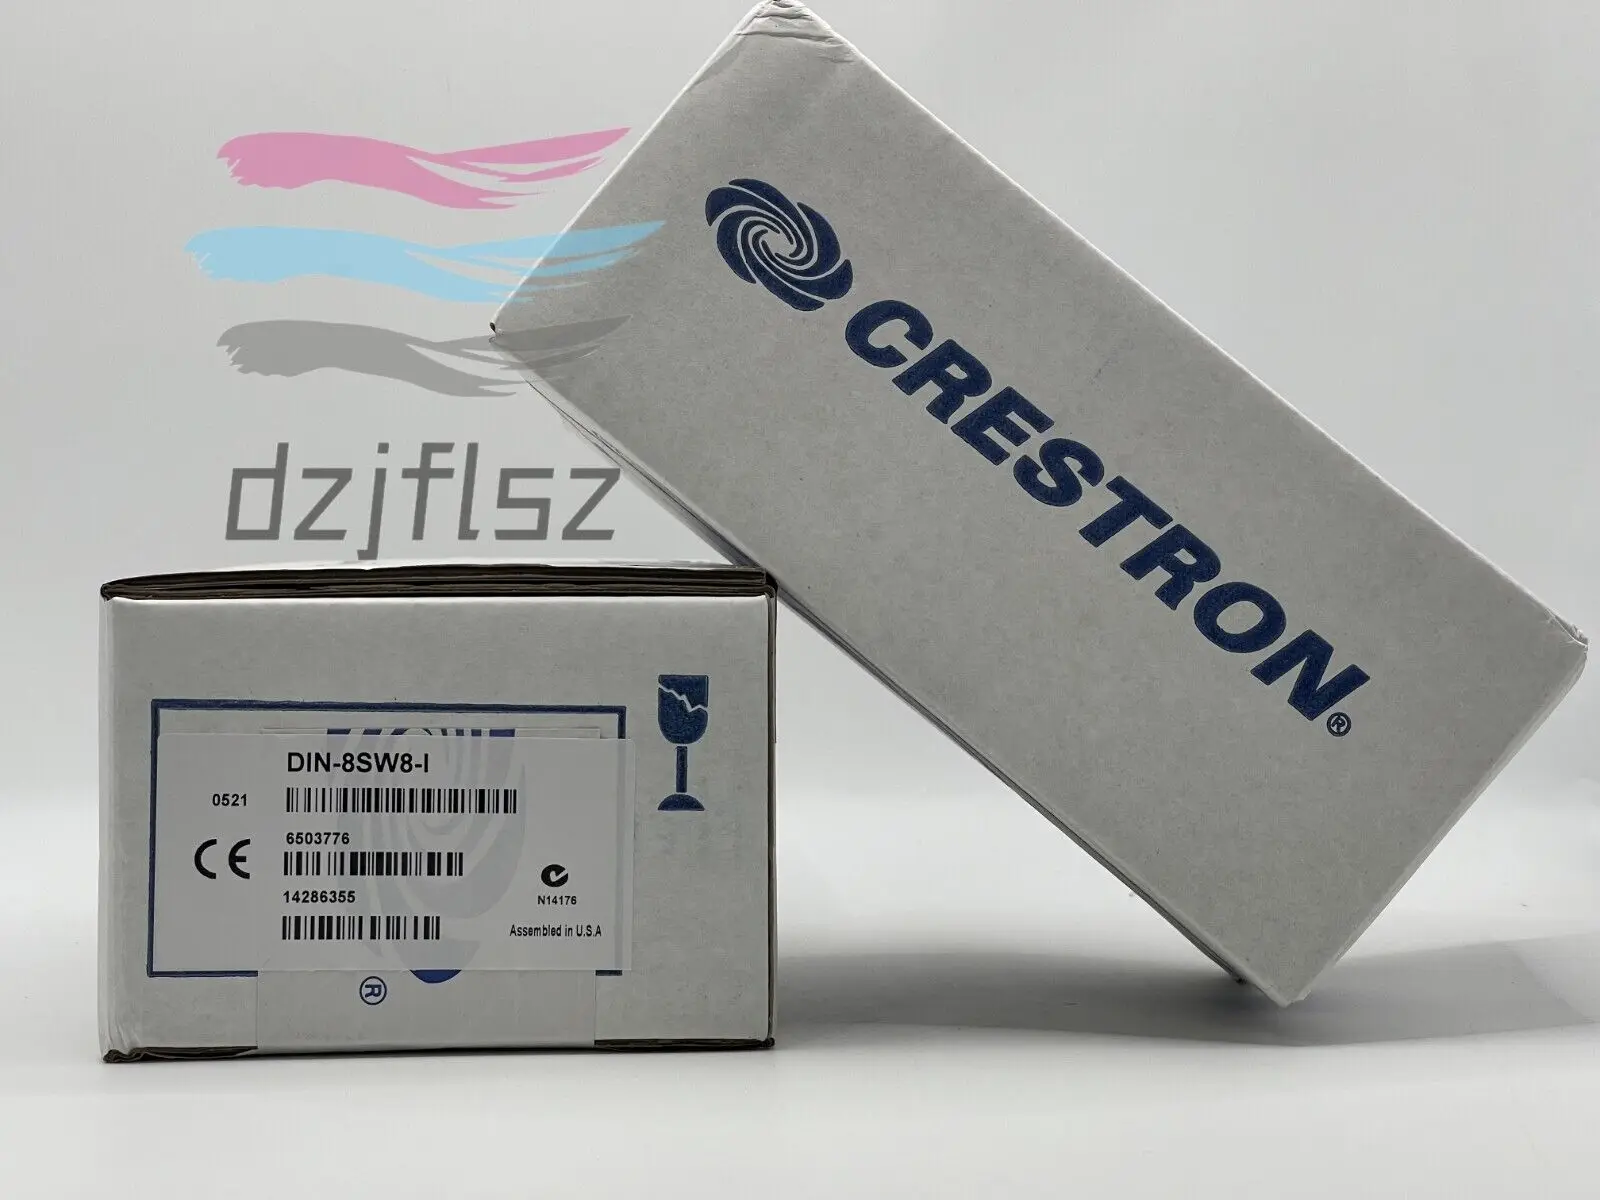 CRESTRON®
dzjflsz
DIN-8SW8-I
0521
6503776
CE
14286355
N14176
Assembled in U.S.A
®